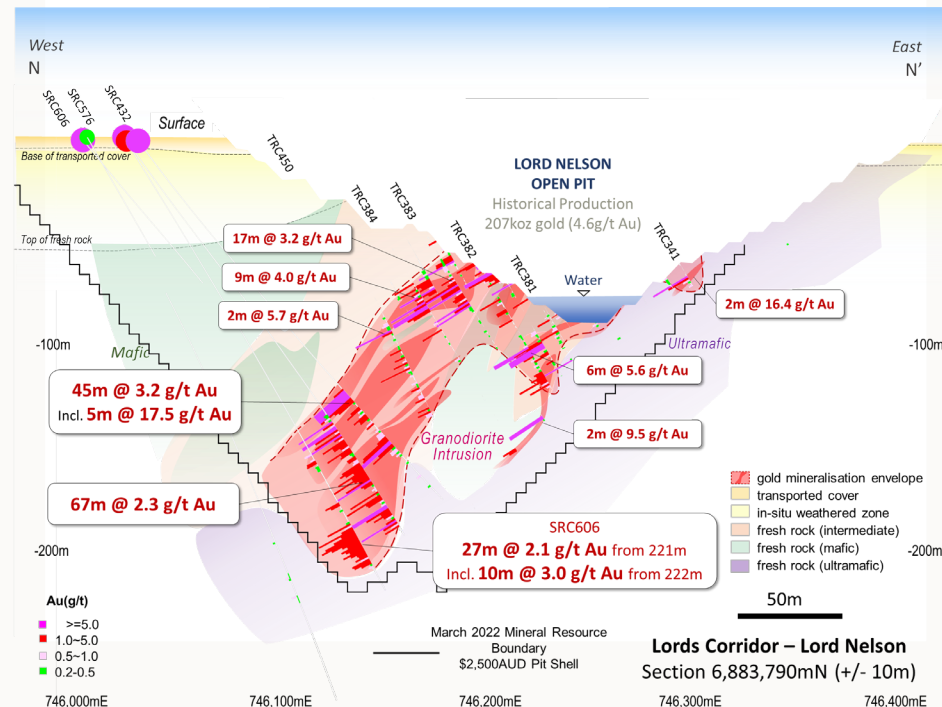 West
N
East
N'
SRC606
SRC576
SRC432
Surface
Base of transported cover
TRC450
TRC384
TRC383
TRC382
TRC381
TRC341
LORD NELSON
OPEN PIT
Historical Production
207koz gold (4.6g/t Au)
Top of fresh rock
17m @ 3.2 g/t Au
9m @ 4.0 g/t Au
2m @ 5.7 g/t Au
Water
2m @ 16.4 g/t Au
-100m
-100m
Mafic
Ultramafic
45m @ 3.2 g/t Au
Incl. 5m @ 17.5 g/t Au
6m @ 5.6 g/t Au
2m @ 9.5 g/t Au
Granodiorite
Intrusion
67m @ 2.3 g/t Au
SRC606
27m @ 2.1 g/t Au from 221m
Incl. 10m @ 3.0 g/t Au from 222m
gold mineralisation envelope
transported cover
in-situ weathered zone
fresh rock (intermediate)
fresh rock (mafic)
fresh rock (ultramafic)
-200m
-200m
Au(g/t)
>=5.0
1.0~5.0
0.5~1.0
0.2-0.5
50m
March 2022 Mineral Resource
Boundary
$2,500AUD Pit Shell
Lords Corridor – Lord Nelson
Section 6,883,790mN (+/- 10m)
746,000mE
746,100mE
746,200mE
746,300mE
746,400mE